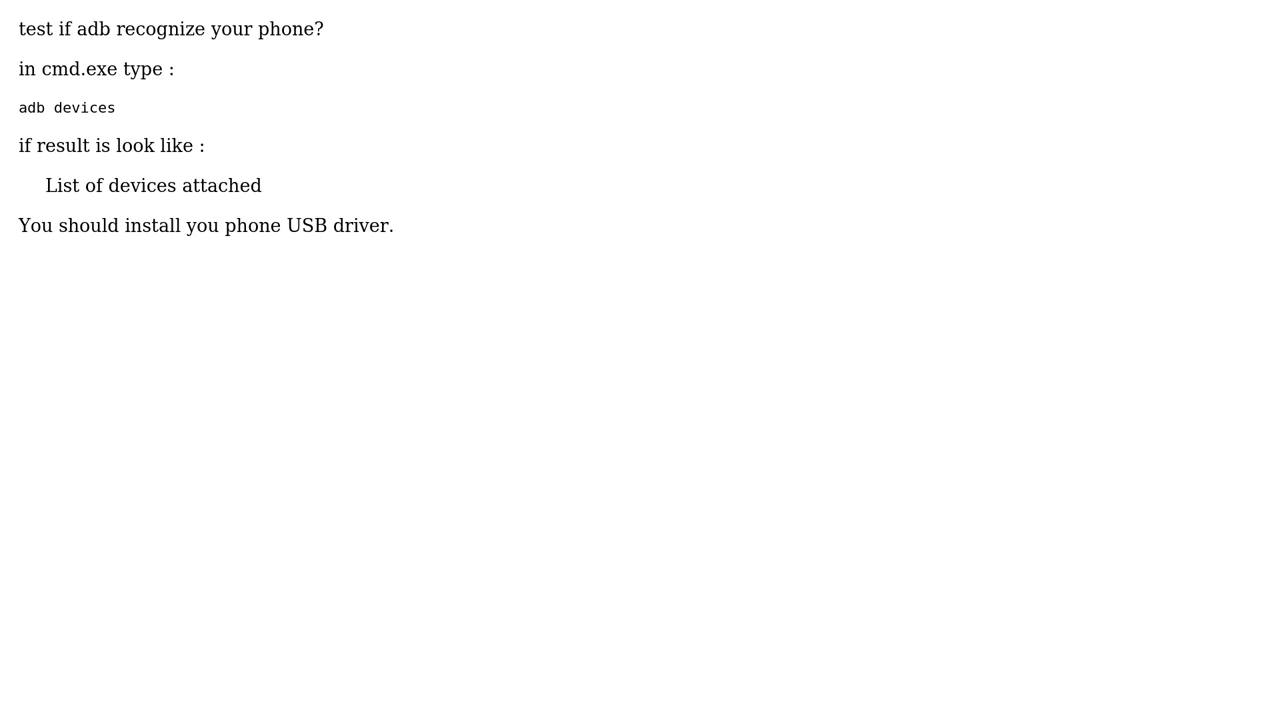 test if adb recognize your phone?
in cmd.exe type :
adb devices
if result is look like :
List of devices attached
You should install you phone USB driver.